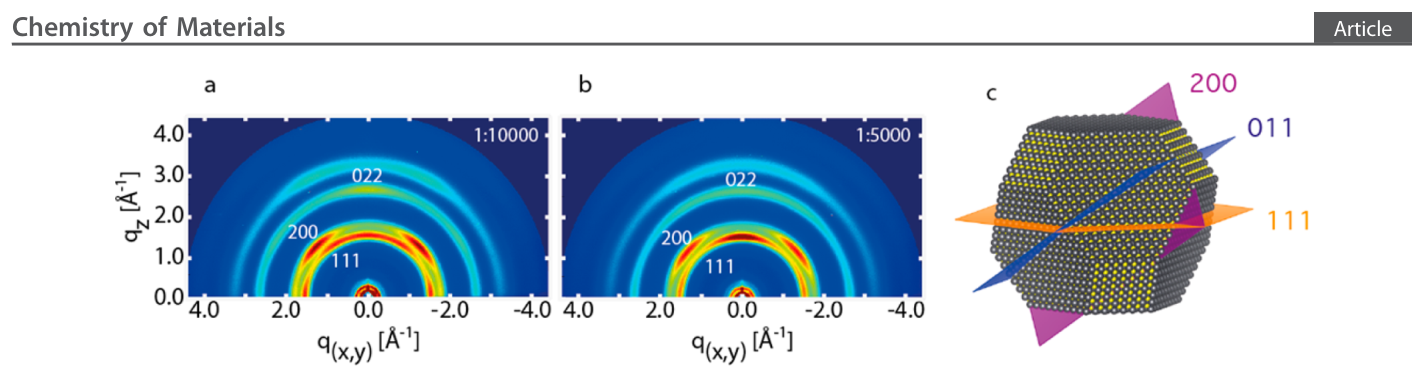 Chemistry of Materials
Article
a
b
c
1:10000
1:5000
200
011
111
4.0
3.0
2.0
1.0
0.0
q_z [Å⁻¹]
022
200
111
022
200
111
4.0 2.0 0.0 -2.0 -4.0
4.0 2.0 0.0 -2.0 -4.0
q_(x,y) [Å⁻¹]
q_(x,y) [Å⁻¹]